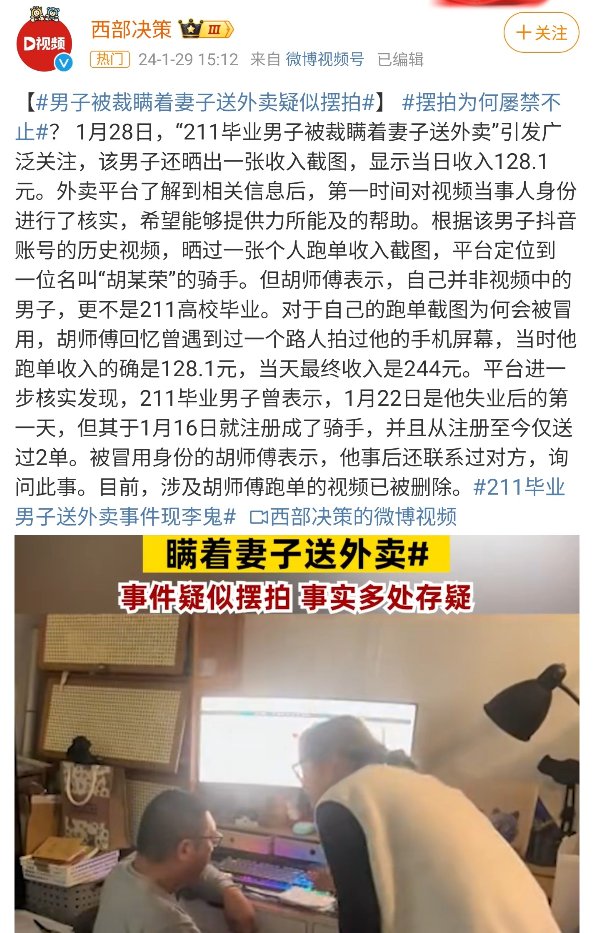 西部决策 III
+关注
D视频
热门 24-1-29 15:12 来自 微博视频号 已编辑
【#男子被裁瞒着妻子送外卖疑似摆拍#】 #摆拍为何屡禁不
止#？ 1月28日，“211毕业男子被裁瞒着妻子送外卖”引发广
泛关注，该男子还晒出一张收入截图，显示当日收入128.1
元。外卖平台了解到相关信息后，第一时间对视频当事人身份
进行了核实，希望能够提供力所能及的帮助。根据该男子抖音
账号的历史视频，晒过一张个人跑单收入截图，平台定位到
一位名叫“胡某荣”的骑手。但胡师傅表示，自己并非视频中的
男子，更不是211高校毕业。对于自己的跑单截图为何会被冒
用，胡师傅回忆曾遇到过一个路人拍过他的手机屏幕，当时他
跑单收入的确是128.1元，当天最终收入是244元。平台进一
步核实发现，211毕业男子曾表示，1月22日是他失业后的第
一天，但其于1月16日就注册成了骑手，并且从注册至今仅送
过2单。被冒用身份的胡师傅表示，他事后还联系过对方，询
问此事。目前，涉及胡师傅跑单的视频已被删除。#211毕业
男子送外卖事件现李鬼# 西部决策的微博视频
瞒着妻子送外卖#
事件疑似摆拍 事实多处存疑